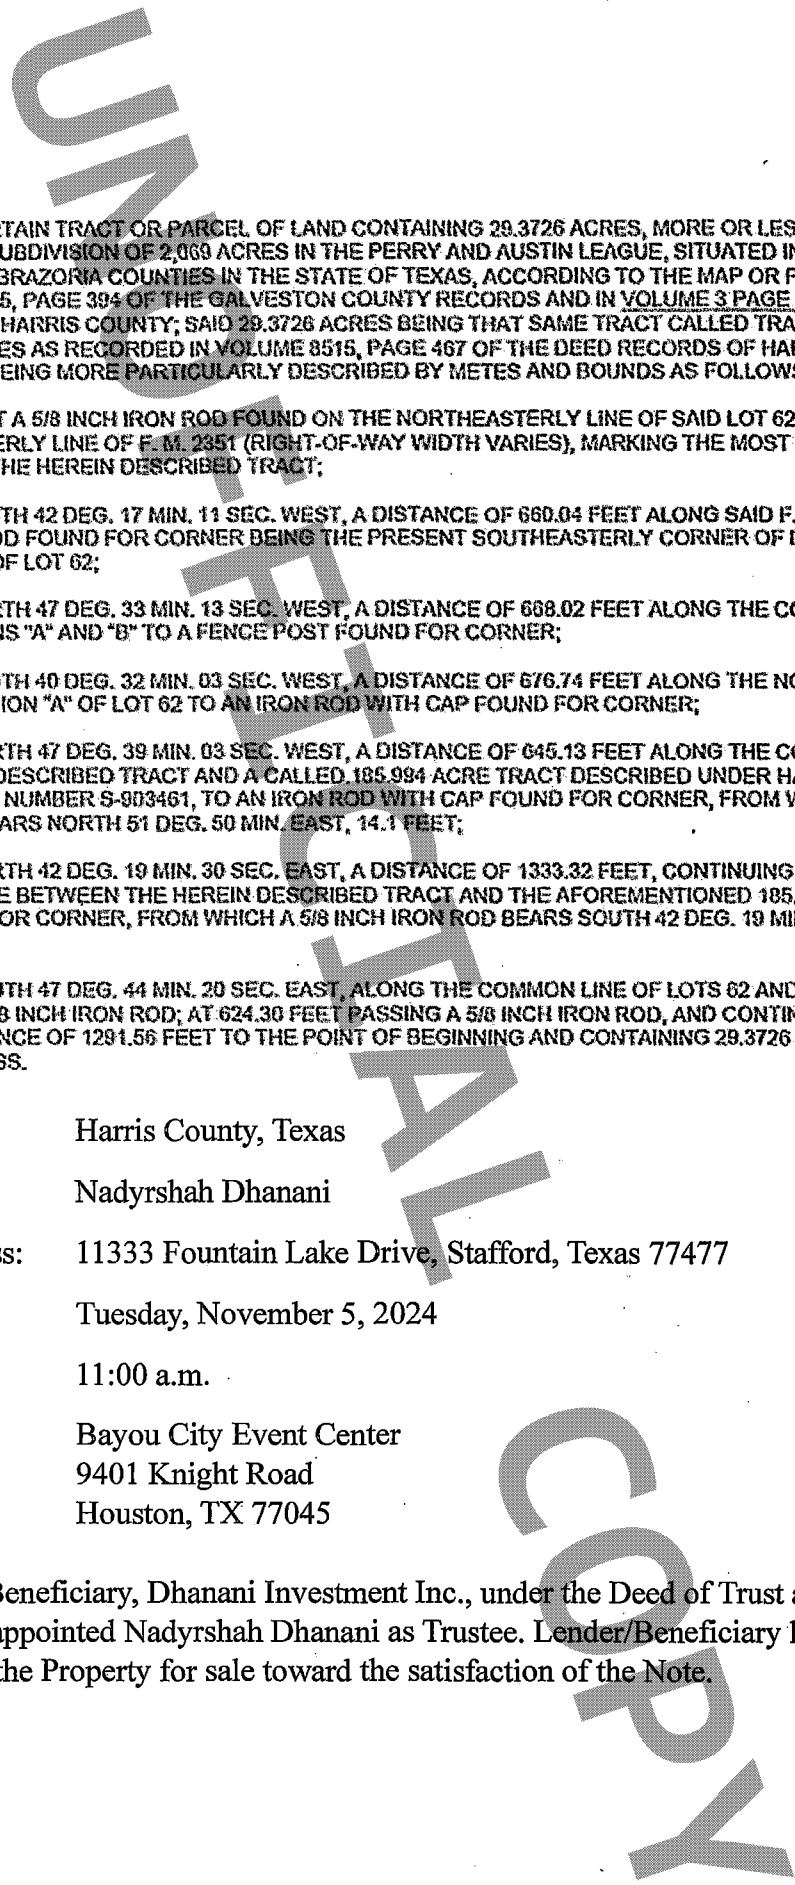 TAIN TRACT OR PARCEL OF LAND CONTAINING 29.3726 ACRES, MORE OR LES
UBDIVISION OF 2,069 ACRES IN THE PERRY AND AUSTIN LEAGUE, SITUATED IN
BRAZORIA COUNTIES IN THE STATE OF TEXAS, ACCORDING TO THE MAP OR P
5, PAGE 394 OF THE GALVESTON COUNTY RECORDS AND IN VOLUME 3 PAGE
HARRIS COUNTY; SAID 29.3726 ACRES BEING THAT SAME TRACT CALLED TRA
ES AS RECORDED IN VOLUME 8515, PAGE 467 OF THE DEED RECORDS OF HAR
EING MORE PARTICULARLY DESCRIBED BY METES AND BOUNDS AS FOLLOWS
T A 5/8 INCH IRON ROD FOUND ON THE NORTHEASTERLY LINE OF SAID LOT 62
ERLY LINE OF F. M. 2351 (RIGHT-OF-WAY WIDTH VARIES), MARKING THE MOST
HE HEREIN DESCRIBED TRACT;
TH 42 DEG. 17 MIN. 11 SEC. WEST, A DISTANCE OF 660.04 FEET ALONG SAID F.
OD FOUND FOR CORNER BEING THE PRESENT SOUTHEASTERLY CORNER OF
OF LOT 62;
RTH 47 DEG. 33 MIN. 13 SEC. WEST, A DISTANCE OF 668.02 FEET ALONG THE CO
NS "A" AND "B" TO A FENCE POST FOUND FOR CORNER;
TH 40 DEG. 32 MIN. 03 SEC. WEST, A DISTANCE OF 676.74 FEET ALONG THE NO
ION "A" OF LOT 62 TO AN IRON ROD WITH CAP FOUND FOR CORNER;
RTH 47 DEG. 39 MIN. 03 SEC. WEST, A DISTANCE OF 645.13 FEET ALONG THE CO
DESCRIBED TRACT AND A CALLED 185.994 ACRE TRACT DESCRIBED UNDER HA
NUMBER S-903461, TO AN IRON ROD WITH CAP FOUND FOR CORNER, FROM W
ARS NORTH 51 DEG. 50 MIN. EAST, 14.1 FEET;
RTH 42 DEG. 19 MIN. 30 SEC. EAST, A DISTANCE OF 1333.32 FEET, CONTINUING
E BETWEEN THE HEREIN DESCRIBED TRACT AND THE AFOREMENTIONED 185.
OR CORNER, FROM WHICH A 5/8 INCH IRON ROD BEARS SOUTH 42 DEG. 19 MI
UTH 47 DEG. 44 MIN. 20 SEC. EAST, ALONG THE COMMON LINE OF LOTS 62 AND
8 INCH IRON ROD; AT 624.30 FEET PASSING A 5/8 INCH IRON ROD, AND CONTIN
NCE OF 1291.56 FEET TO THE POINT OF BEGINNING AND CONTAINING 29.3726
SS.
Harris County, Texas
Nadyrshah Dhanani
ss: 11333 Fountain Lake Drive, Stafford, Texas 77477
Tuesday, November 5, 2024
11:00 a.m.
Bayou City Event Center
9401 Knight Road
Houston, TX 77045
Beneficiary, Dhanani Investment Inc., under the Deed of Trust a
appointed Nadyrshah Dhanani as Trustee. Lender/Beneficiary
the Property for sale toward the satisfaction of the Note.
UNOFFICIAL COPY